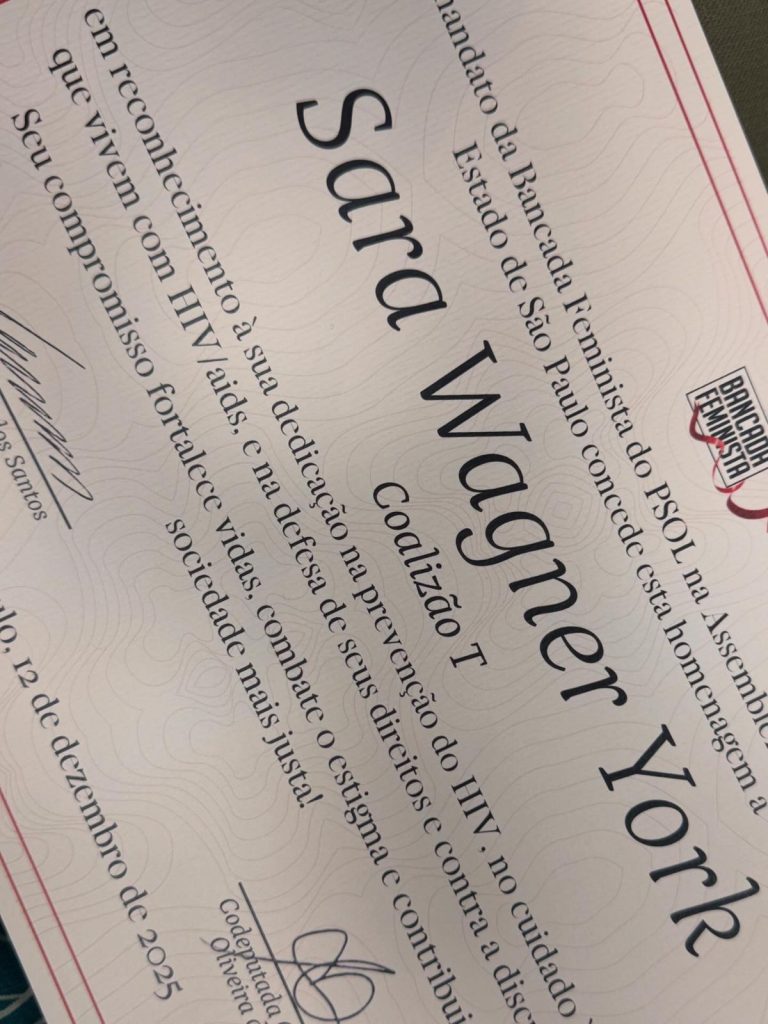 BANCADA
FEMINISTA
mandato da Bancada Feminista do PSOL na Assemble
Estado de São Paulo concede esta homenagem a
Sara Wagner York
Coalizão T
em reconhecimento à sua dedicação na prevenção do HIV, no cuidado
que vivem com HIV/aids, e na defesa de seus direitos e contra a disc
Seu compromisso fortalece vidas, combate o estigma e contribui
sociedade mais justa!
dos Santos
Codeputada
Oliveira
ulo, 12 de dezembro de 2025